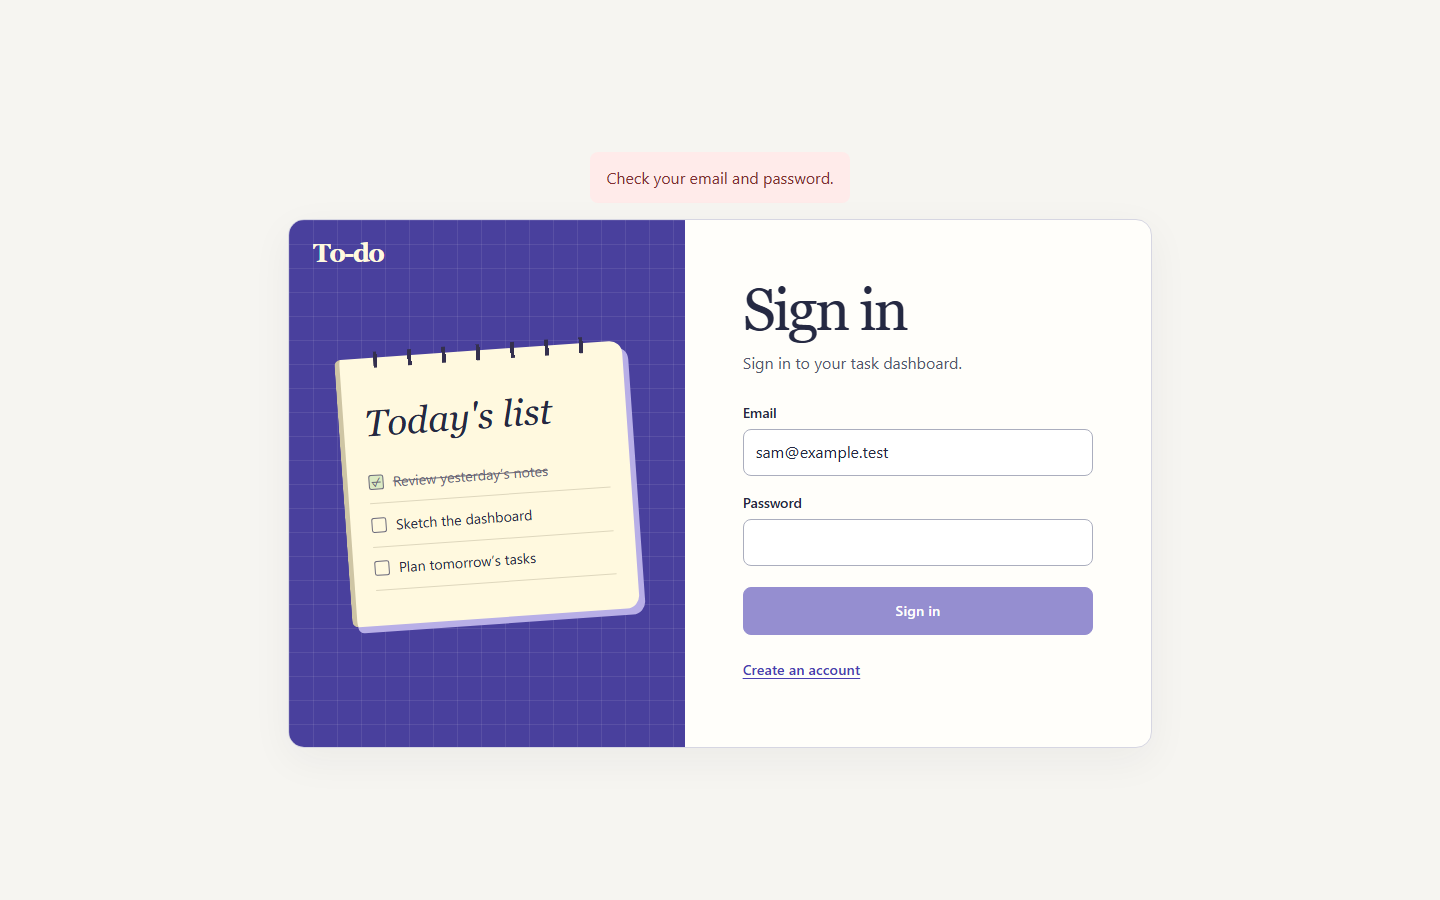 Check your email and password.
To-do
Today's list
Review yesterday's notes
Sketch the dashboard
Plan tomorrow's tasks
Sign in
Sign in to your task dashboard.
Email
sam@example.test
Password
Sign in
Create an account